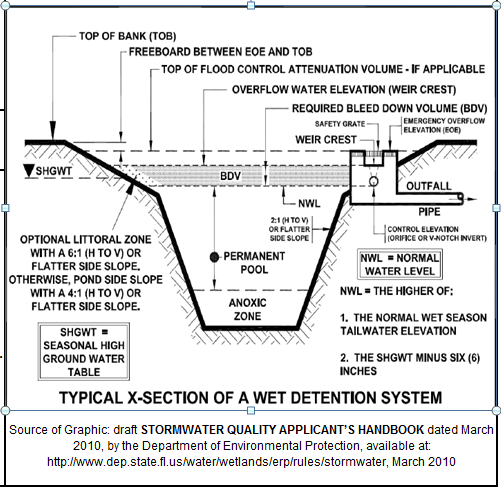 TOP OF BANK (TOB)
FREEBOARD BETWEEN EOE AND TOB
TOP OF FLOOD CONTROL ATTENUATION VOLUME - IF APPLICABLE
OVERFLOW WATER ELEVATION (WEIR CREST)
REQUIRED BLEED DOWN VOLUME (BDV)
SAFETY GRATE
EMERGENCY OVERFLOW
ELEVATION (EOE)
WEIR CREST
SHGWT
BDV
NWL
OUTFALL
PIPE
2:1 (H TO V)
OR FLATTER
SIDE SLOPE
CONTROL ELEVATION
(ORIFICE OR V-NOTCH INVERT)
OPTIONAL LITTORAL ZONE
WITH A 6:1 (H TO V) OR
FLATTER SIDE SLOPE.
OTHERWISE, POND SIDE SLOPE
WITH A 4:1 (H TO V) OR
FLATTER SIDE SLOPE.
PERMANENT
POOL
ANOXIC
ZONE
NWL = NORMAL
WATER LEVEL
NWL = THE HIGHER OF:
1. THE NORMAL WET SEASON
TAILWATER ELEVATION
2. THE SHGWT MINUS SIX (6)
INCHES
SHGWT =
SEASONAL HIGH
GROUND WATER
TABLE
TYPICAL X-SECTION OF A WET DETENTION SYSTEM
Source of Graphic: draft STORMWATER QUALITY APPLICANT'S HANDBOOK dated March
2010, by the Department of Environmental Protection, available at:
http://www.dep.state.fl.us/water/wetlands/erp/rules/stormwater, March 2010